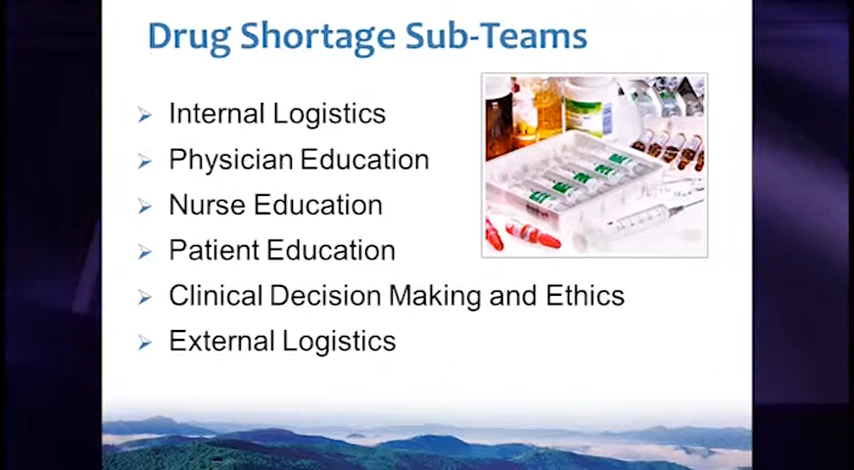 Drug Shortage Sub-Teams
Internal Logistics
Physician Education
Nurse Education
Patient Education
Clinical Decision Making and Ethics
External Logistics